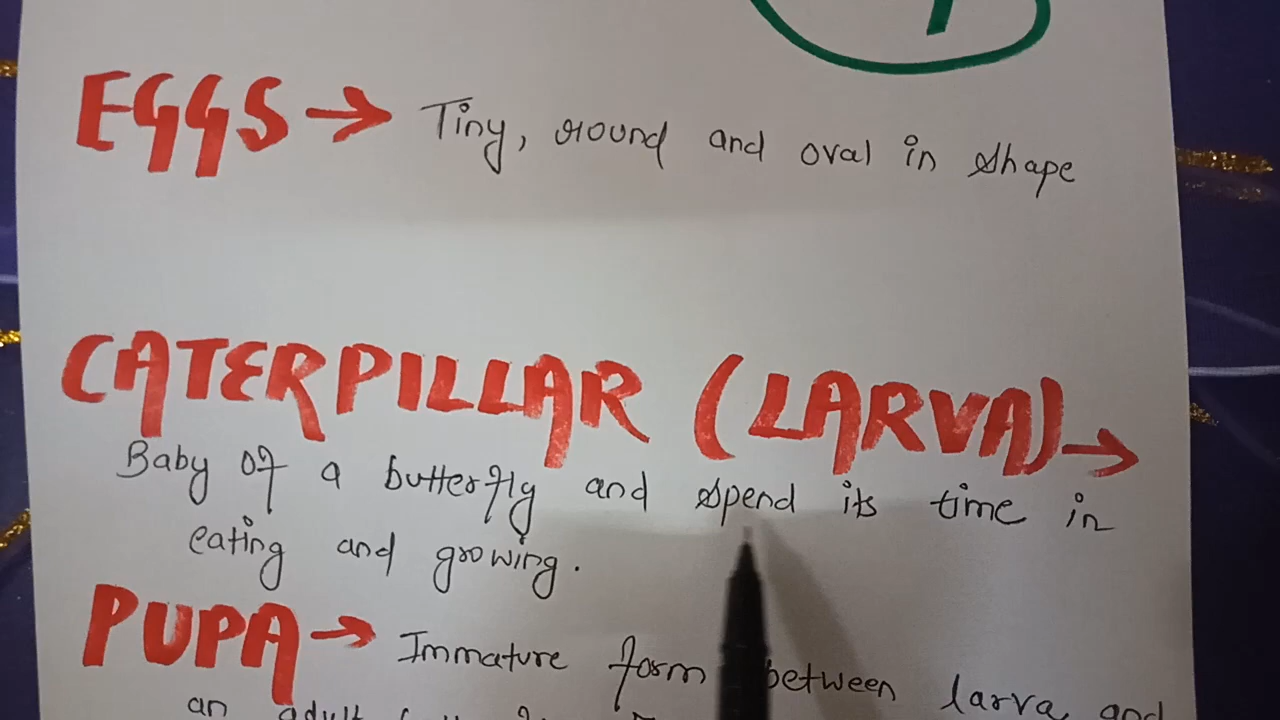 EGGS → Tiny, round and oval in shape
CATERPILLAR (LARVA) →
Baby of a butterfly and spend its time in
eating and growing.
PUPA → Immature form between larva and
an adult